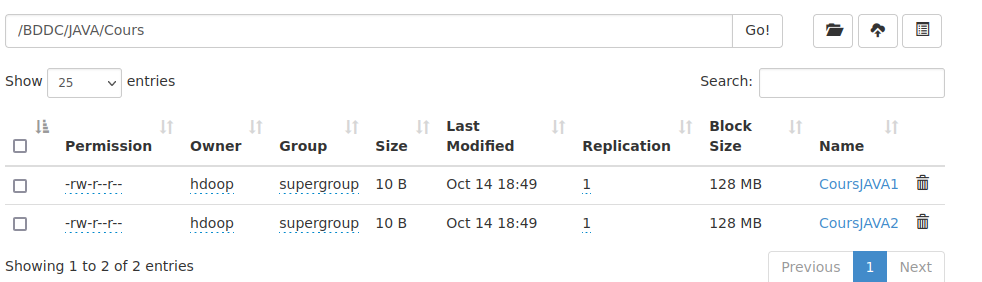 /BDDC/JAVA/Cours Go!
Show 25 entries Search:
Permission Owner Group Size Last Modified Replication Block Size Name
-rw-r--r-- hdoop supergroup 10 B Oct 14 18:49 1 128 MB CoursJAVA1
-rw-r--r-- hdoop supergroup 10 B Oct 14 18:49 1 128 MB CoursJAVA2
Showing 1 to 2 of 2 entries Previous 1 Next